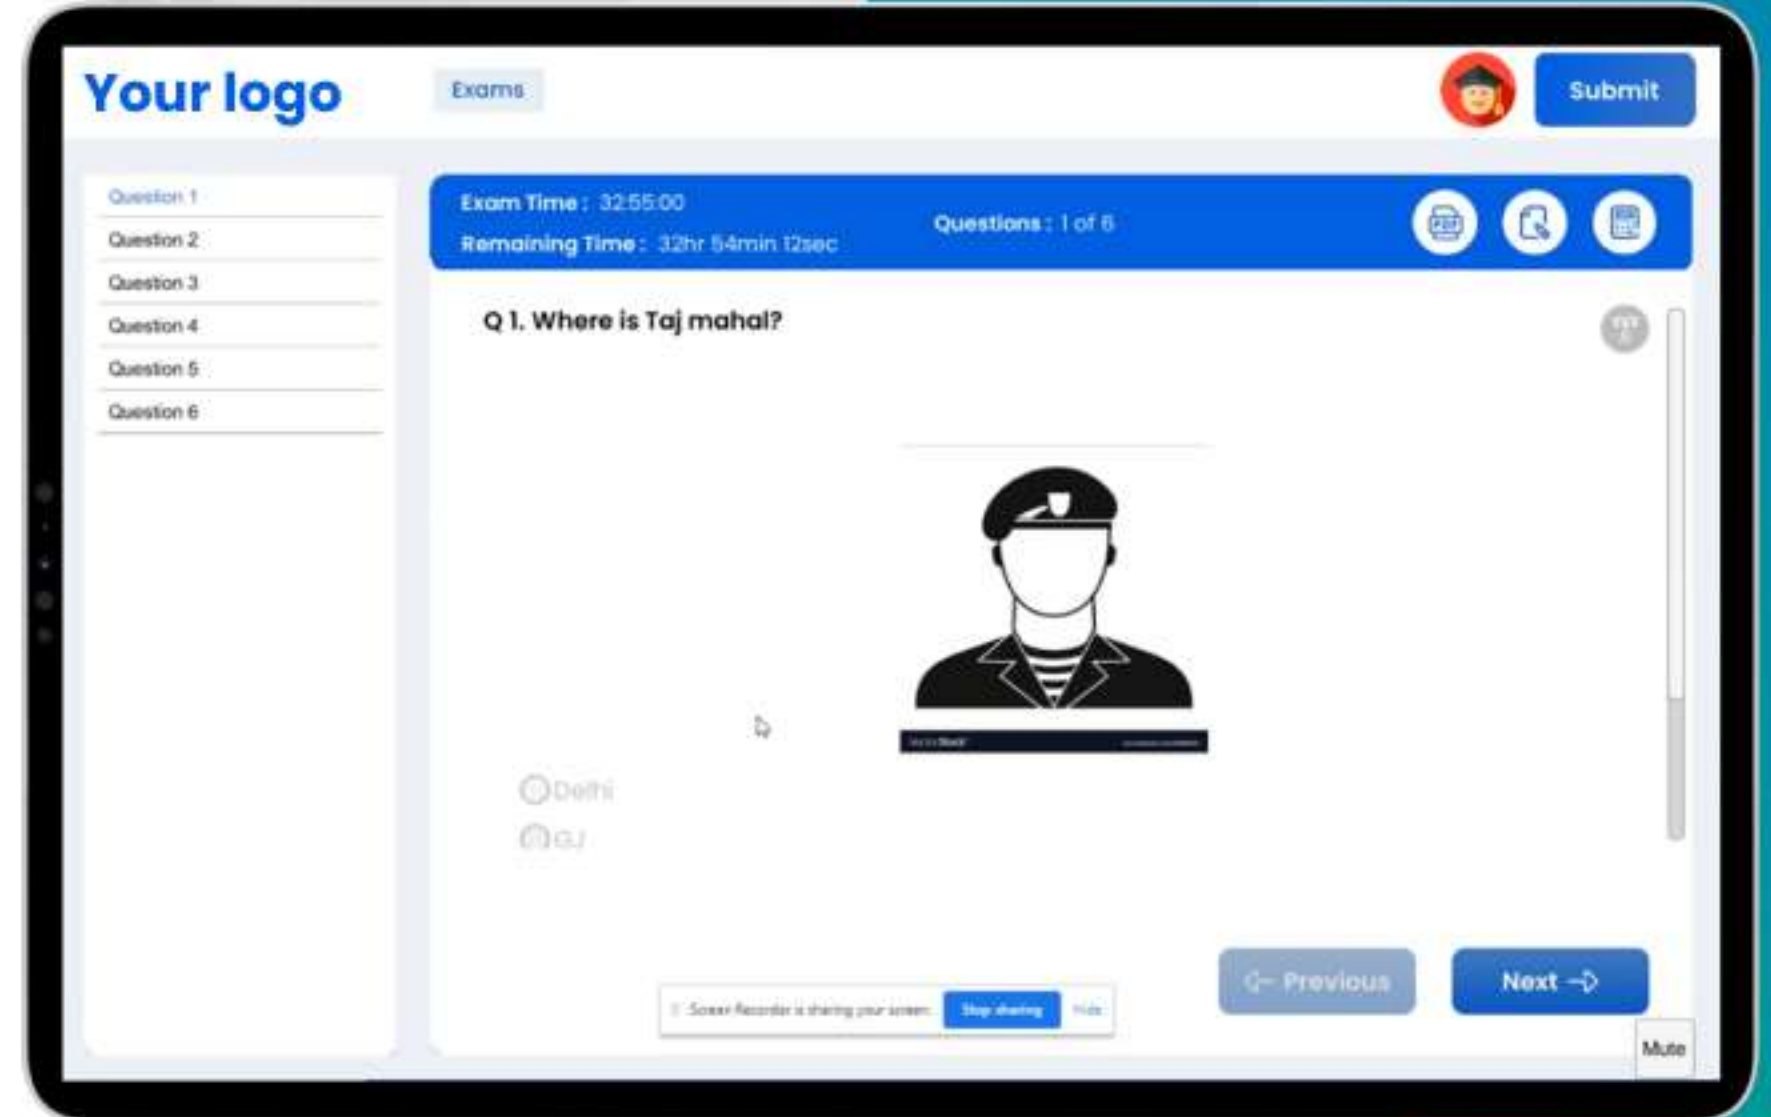 Your logo
Exams
Submit
Question 1
Question 2
Question 3
Question 4
Question 5
Question 6
Exam Time : 32:55:00
Remaining Time : 32hr 54min 12sec
Questions : 1 of 6
PDF
Q 1. Where is Taj mahal?
VectorStock
Delhi
GJ
Previous
Next
Screen Recorder is sharing your screen.
Stop sharing
Hide
Mute